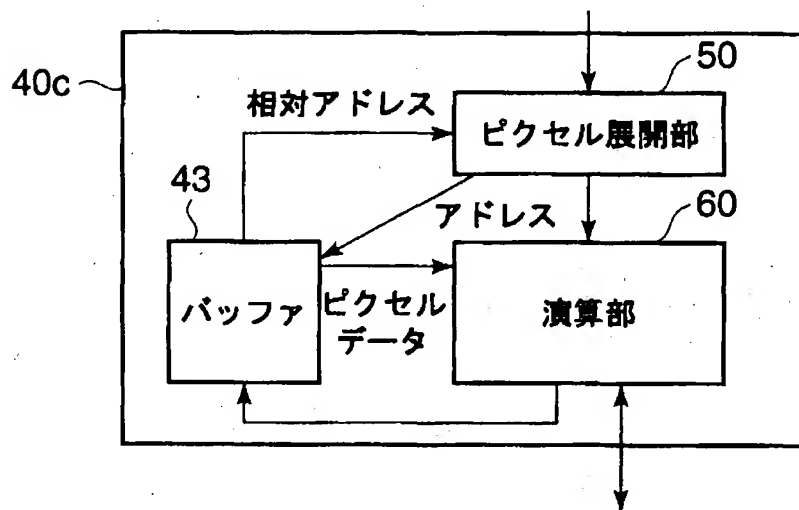 40c
50
相対アドレス
ピクセル展開部
43
アドレス
60
バッファ
ピクセル
データ
演算部